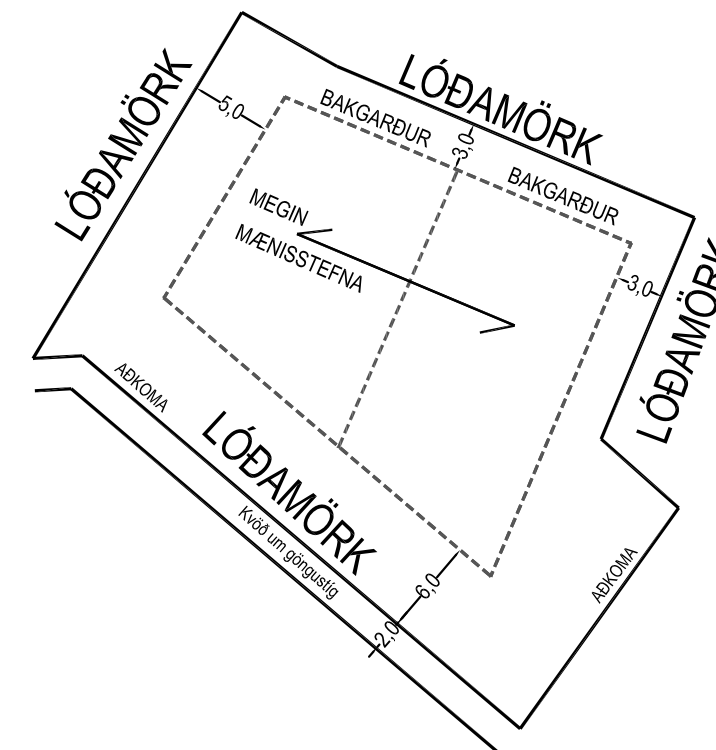 LÓÐAMÖRK
LÓÐAMÖRK
5,0
BAKGARÐUR
3,0
BAKGARÐUR
MEGIN
MÆNISSTEFNA
3,0
LÓÐAMÖRK
AÐKOMA
LÓÐAMÖRK
Kvöð um göngustíg
6,0
2,0
AÐKOMA